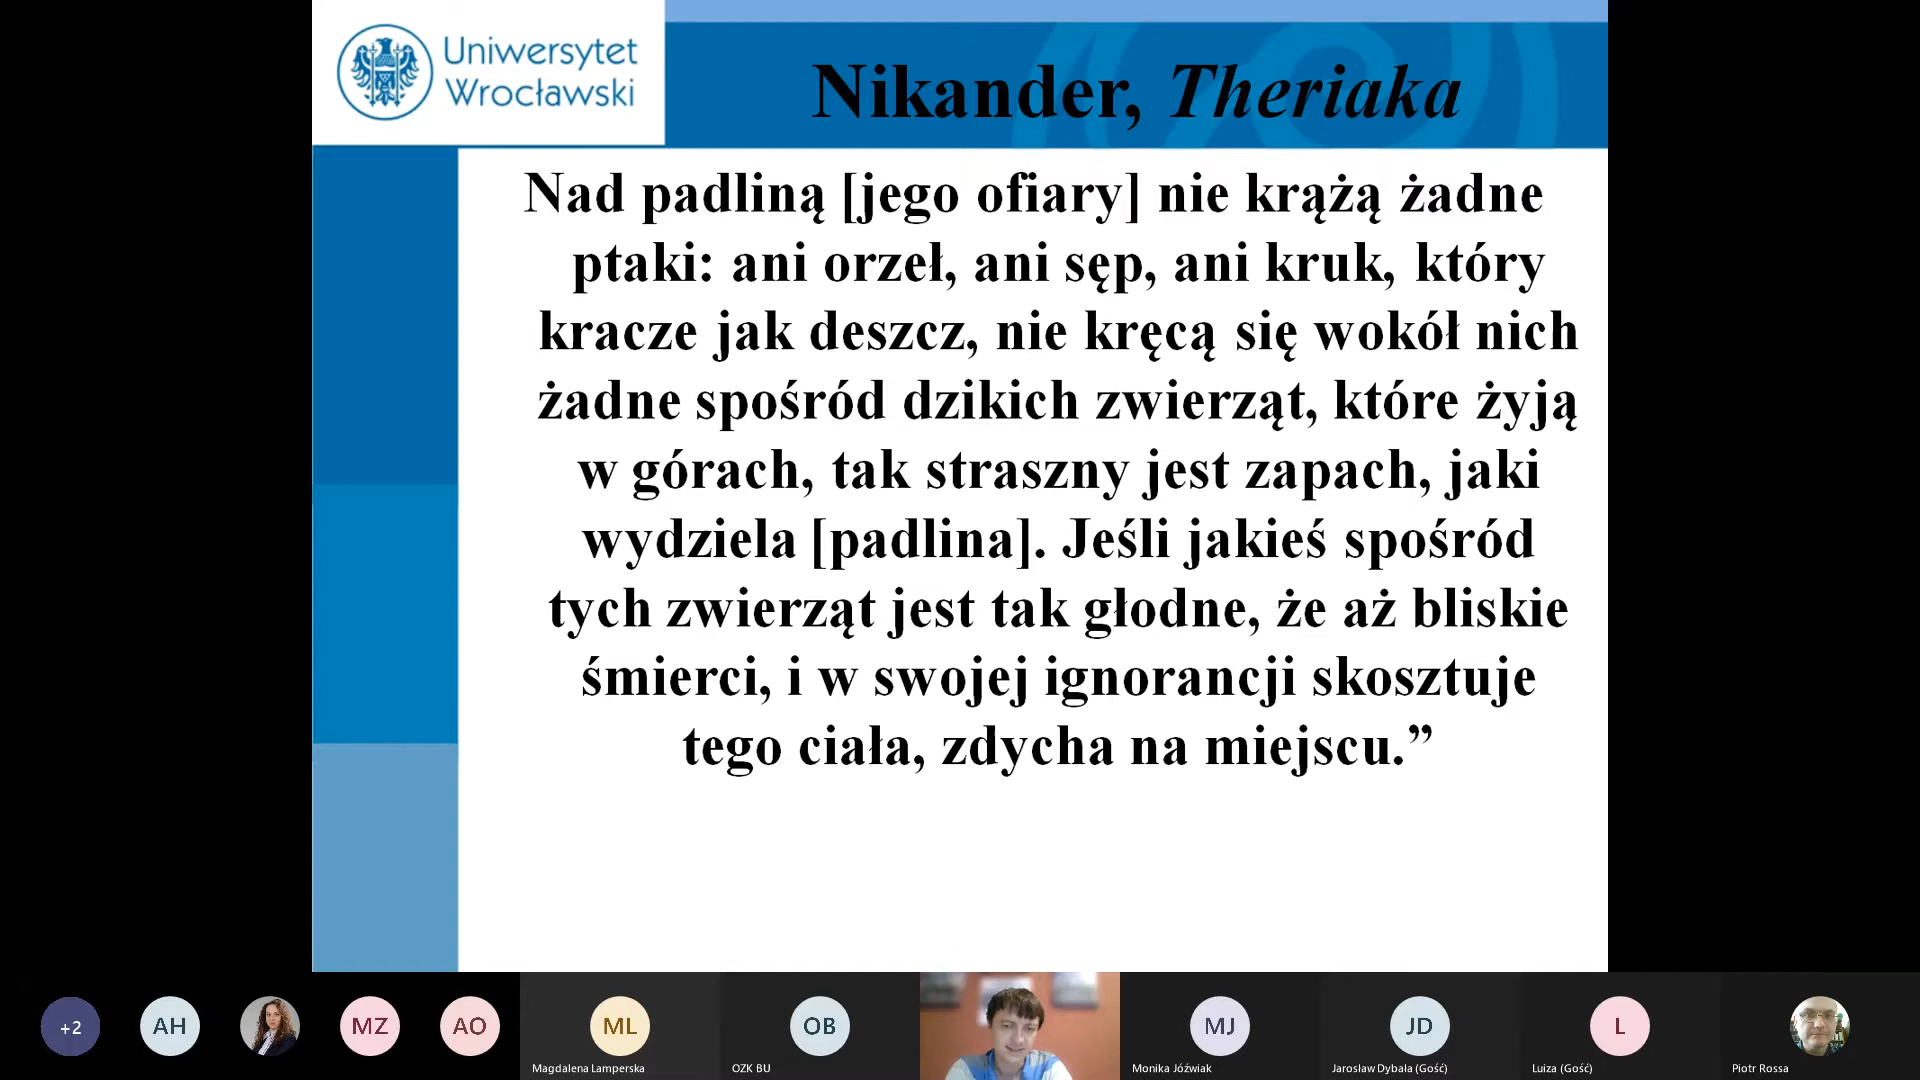 Uniwersytet
Wrocławski
Nikander, Theriaka
Nad padliną [jego ofiary] nie krążą żadne
ptaki: ani orzeł, ani sęp, ani kruk, który
kracze jak deszcz, nie kręcą się wokół nich
żadne spośród dzikich zwierząt, które żyją
w górach, tak straszny jest zapach, jaki
wydziela [padlina]. Jeśli jakieś spośród
tych zwierząt jest tak głodne, że aż bliskie
śmierci, i w swojej ignorancji skosztuje
tego ciała, zdycha na miejscu.”
+2
AH
MZ
AO
ML
OB
MJ
JD
L
Magdalena Lamperska
OZK BU
Monika Jóźwiak
Jarosław Dybała (Gość)
Luiza (Gość)
Piotr Rossa